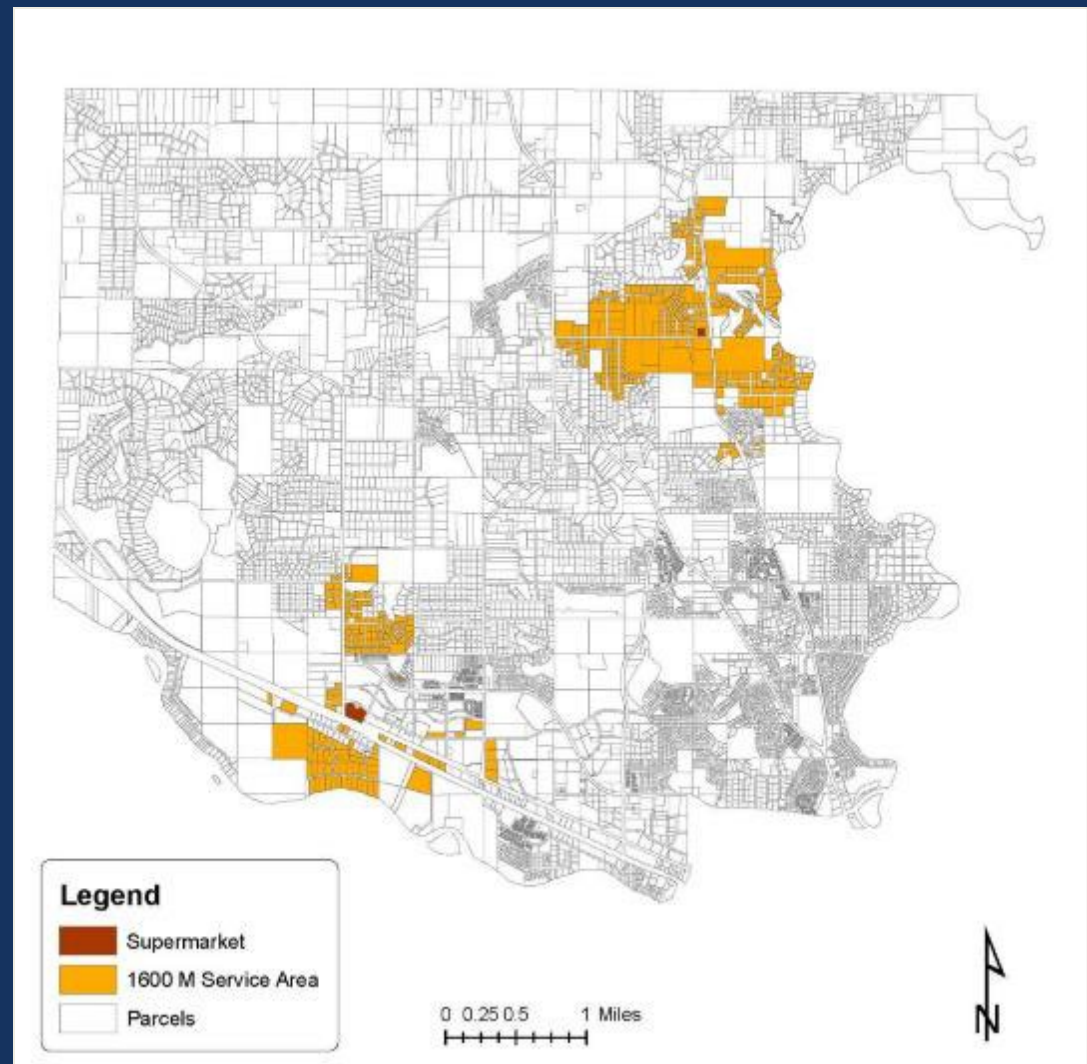 Legend
Supermarket
1600 M Service Area
Parcels
0 0.25 0.5 1 Miles
N